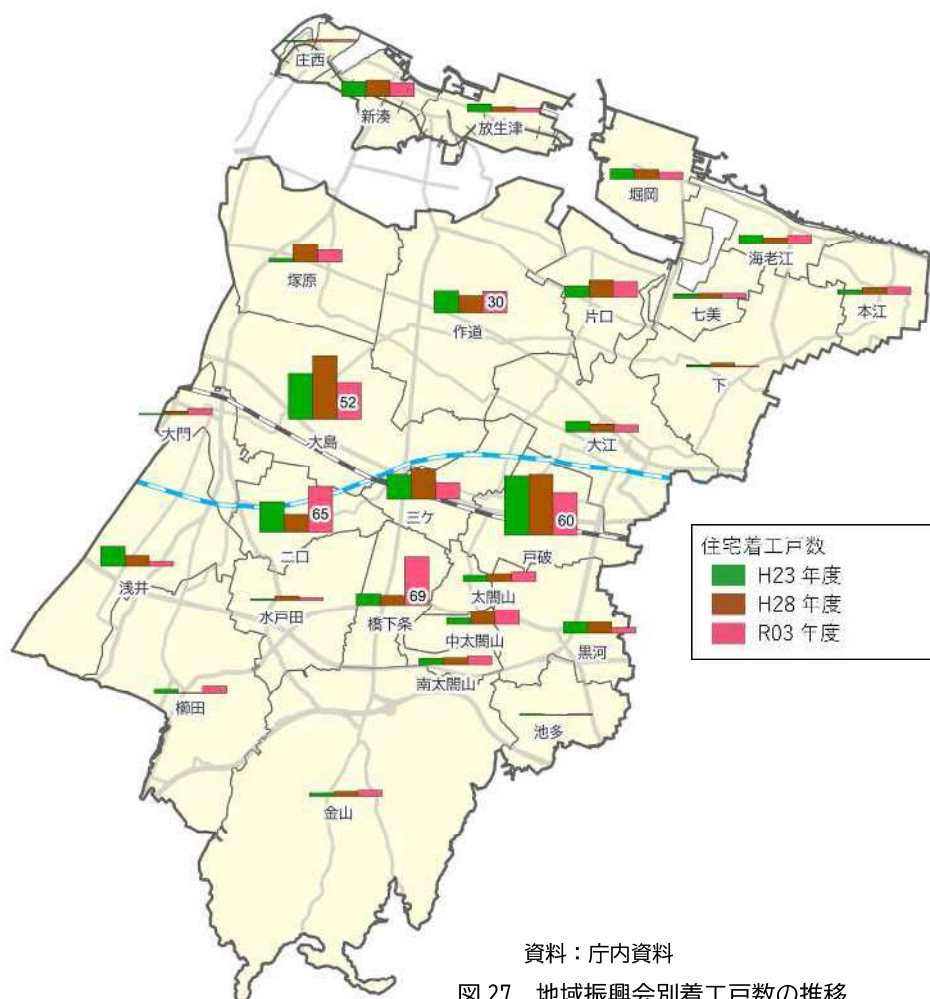 庄西
新湊
放生津
堀岡
海老江
塚原
30
作道
片口
七美
本江
下
52
大島
大門
大江
65
二口
三ケ
60
戸破
浅井
水戸田
69
橋下条
太閤山
中太閤山
黒河
南太閤山
櫛田
池多
金山
住宅着工戸数
H23 年度
H28 年度
R03 年度
資料：庁内資料
図 27　地域振興会別着工戸数の推移